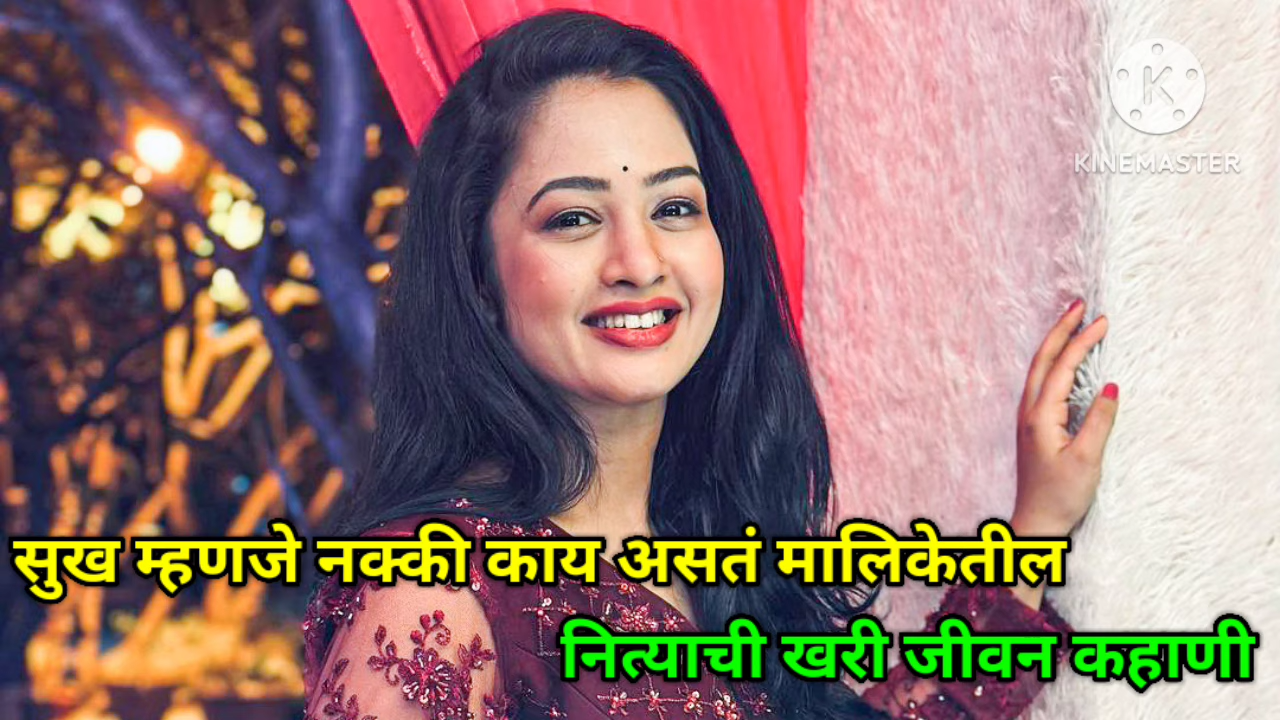 K
KINEMASTER
सुख म्हणजे नक्की काय असतं मालिकेतील
नित्याची खरी जीवन कहाणी